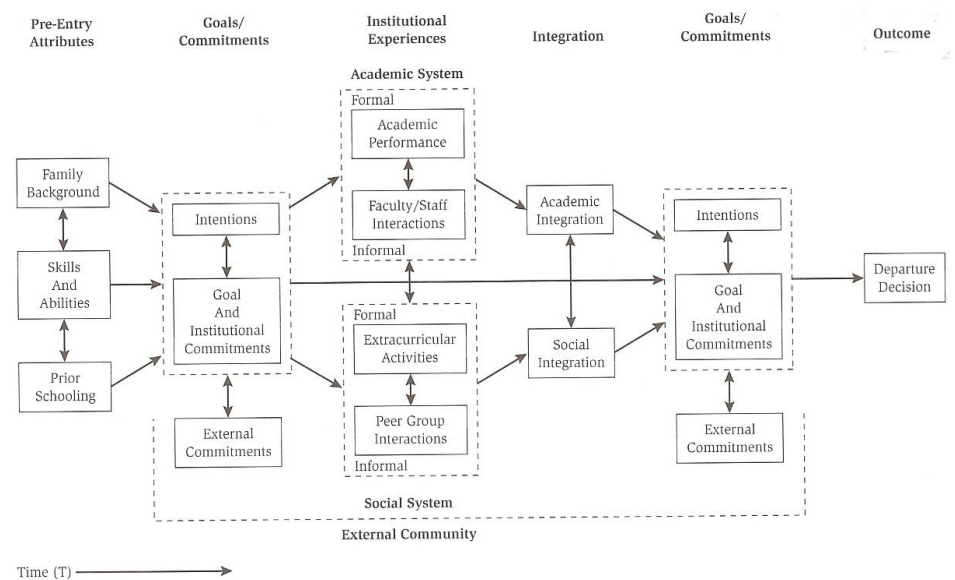 Pre-Entry
Attributes
Goals/
Commitments
Institutional
Experiences
Integration
Goals/
Commitments
Outcome
Academic System
Formal
Academic
Performance
Faculty/Staff
Interactions
Informal
Family
Background
Skills
And
Abilities
Prior
Schooling
Intentions
Goal
And
Institutional
Commitments
External
Commitments
Formal
Extracurricular
Activities
Peer Group
Interactions
Informal
Social System
Academic
Integration
Social
Integration
Intentions
Goal
And
Institutional
Commitments
External
Commitments
Departure
Decision
External Community
Time (T)